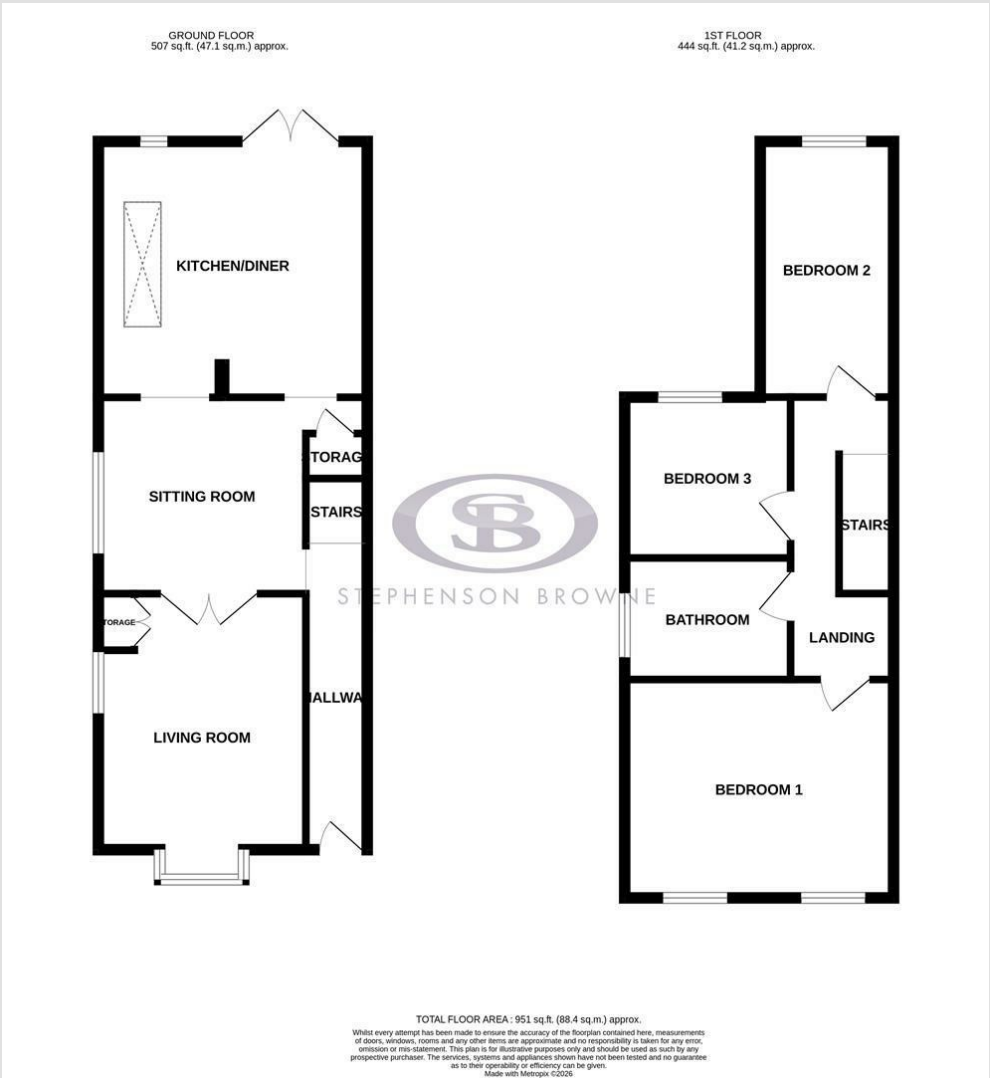 GROUND FLOOR
507 sq.ft. (47.1 sq.m.) approx.
1ST FLOOR
444 sq.ft. (41.2 sq.m.) approx.
KITCHEN/DINER
BEDROOM 2
TORAG
SITTING ROOM
STAIRS
BEDROOM 3
STAIRS
SB
STEPHENSON BROWNE
TORAGE
BATHROOM
LANDING
HALLWA
LIVING ROOM
BEDROOM 1
TOTAL FLOOR AREA : 951 sq.ft. (88.4 sq.m.) approx.
Whilst every attempt has been made to ensure the accuracy of the floorplan contained here, measurements
of doors, windows, rooms and any other items are approximate and no responsibility is taken for any error,
omission or mis-statement. This plan is for illustrative purposes only and should be used as such by any
prospective purchaser. The services, systems and appliances shown have not been tested and no guarantee
as to their operability or efficiency can be given.
Made with Metropix ©2026